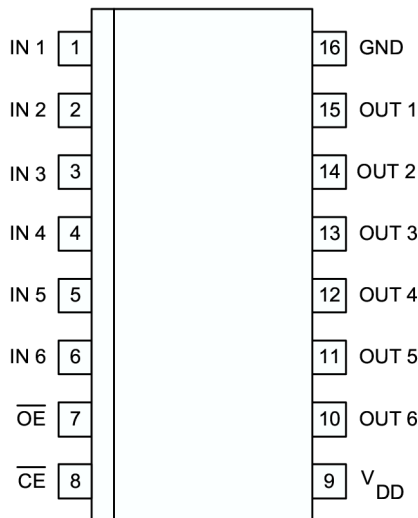 IN 1 1 16 GND
IN 2 2 15 OUT 1
IN 3 3 14 OUT 2
IN 4 4 13 OUT 3
IN 5 5 12 OUT 4
IN 6 6 11 OUT 5
OE 7 10 OUT 6
CE 8 9 VDD